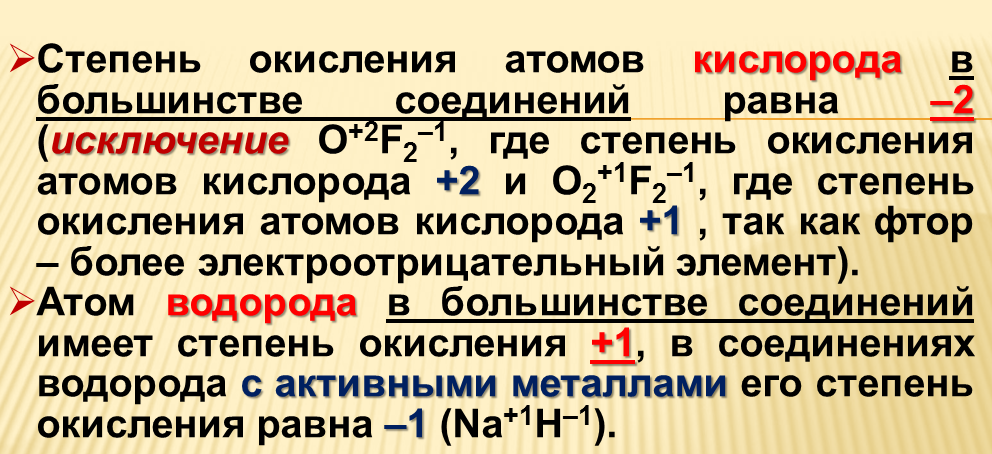 ➢Степень окисления атомов кислорода в
большинстве соединений равна –2
(исключение O⁺²F₂⁻¹, где степень окисления
атомов кислорода +2 и O₂⁺¹F₂⁻¹, где степень
окисления атомов кислорода +1 , так как фтор
– более электроотрицательный элемент).
➢Атом водорода в большинстве соединений
имеет степень окисления +1, в соединениях
водорода с активными металлами его степень
окисления равна –1 (Na⁺¹H⁻¹).